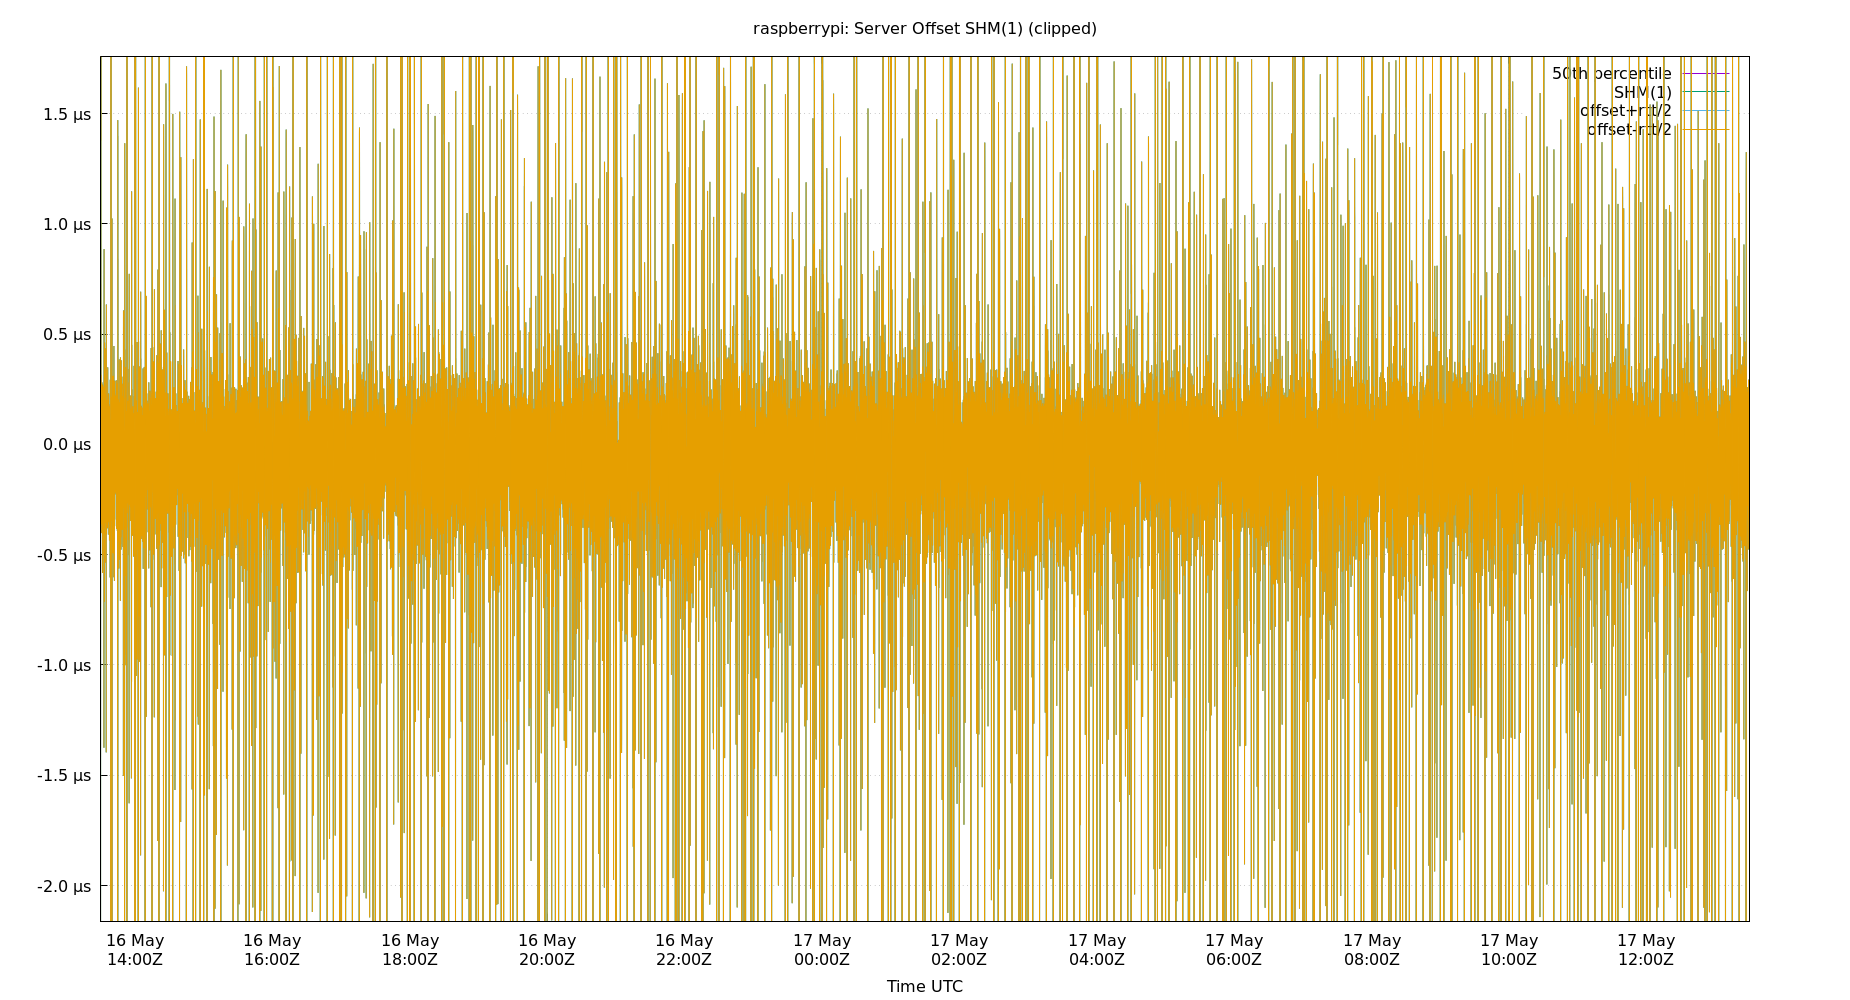 raspberrypi: Server Offset SHM(1) (clipped)
50th percentile
SHM(1)
offset+rtt/2
offset-rtt/2
1.5 µs
1.0 µs
0.5 µs
0.0 µs
-0.5 µs
-1.0 µs
-1.5 µs
-2.0 µs
16 May 16 May 16 May 16 May 16 May 17 May 17 May 17 May 17 May 17 May 17 May 17 May
14:00Z 16:00Z 18:00Z 20:00Z 22:00Z 00:00Z 02:00Z 04:00Z 06:00Z 08:00Z 10:00Z 12:00Z
Time UTC